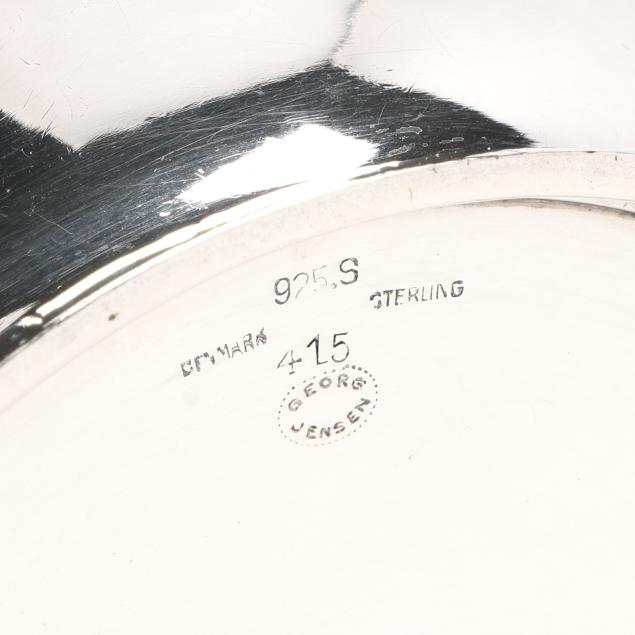 925.S
STERLING
DENMARK
415
GEORG
JENSEN